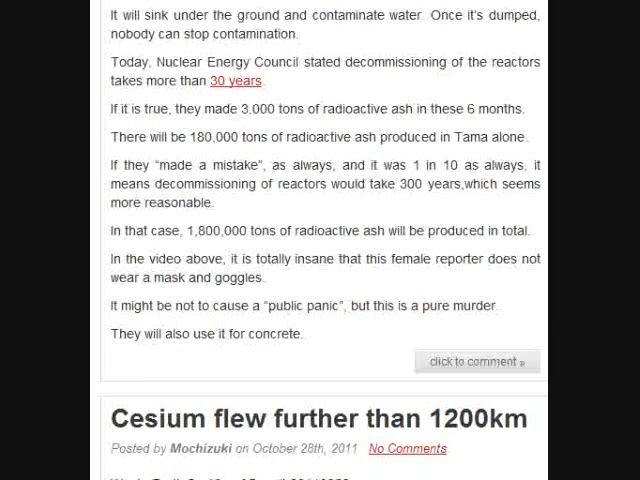 It will sink under the ground and contaminate water. Once it's dumped,
nobody can stop contamination.
Today, Nuclear Energy Council stated decommissioning of the reactors
takes more than 30 years.
If it is true, they made 3,000 tons of radioactive ash in these 6 months.
There will be 180,000 tons of radioactive ash produced in Tama alone.
If they “made a mistake”, as always, and it was 1 in 10 as always, it
means decommissioning of reactors would take 300 years,which seems
more reasonable.
In that case, 1,800,000 tons of radioactive ash will be produced in total.
In the video above, it is totally insane that this female reporter does not
wear a mask and goggles.
It might be not to cause a “public panic”, but this is a pure murder.
They will also use it for concrete.
click to comment »
Cesium flew further than 1200km
Posted by Mochizuki on October 28th, 2011 No Comments